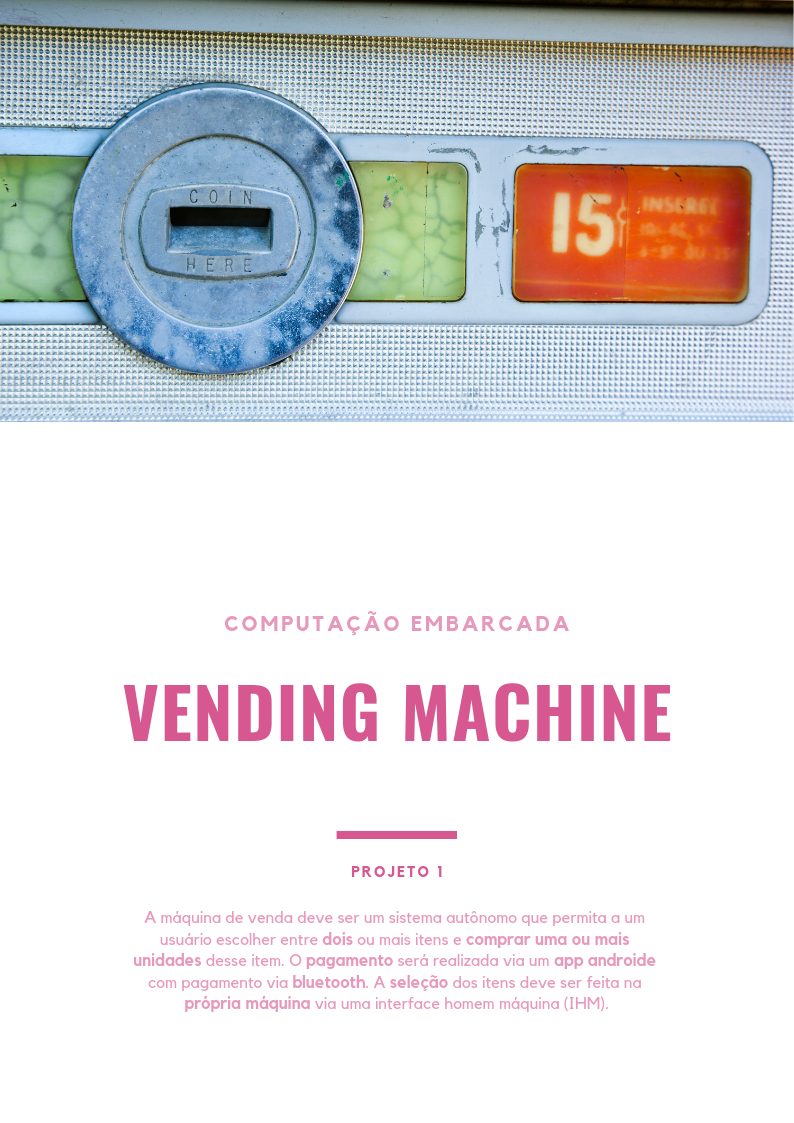 COIN
HERE
15¢
COMPUTAÇÃO EMBARCADA
VENDING MACHINE
PROJETO 1
A máquina de venda deve ser um sistema autônomo que permita a um
usuário escolher entre dois ou mais itens e comprar uma ou mais
unidades desse item. O pagamento será realizada via um app androide
com pagamento via bluetooth. A seleção dos itens deve ser feita na
própria máquina via uma interface homem máquina (IHM).